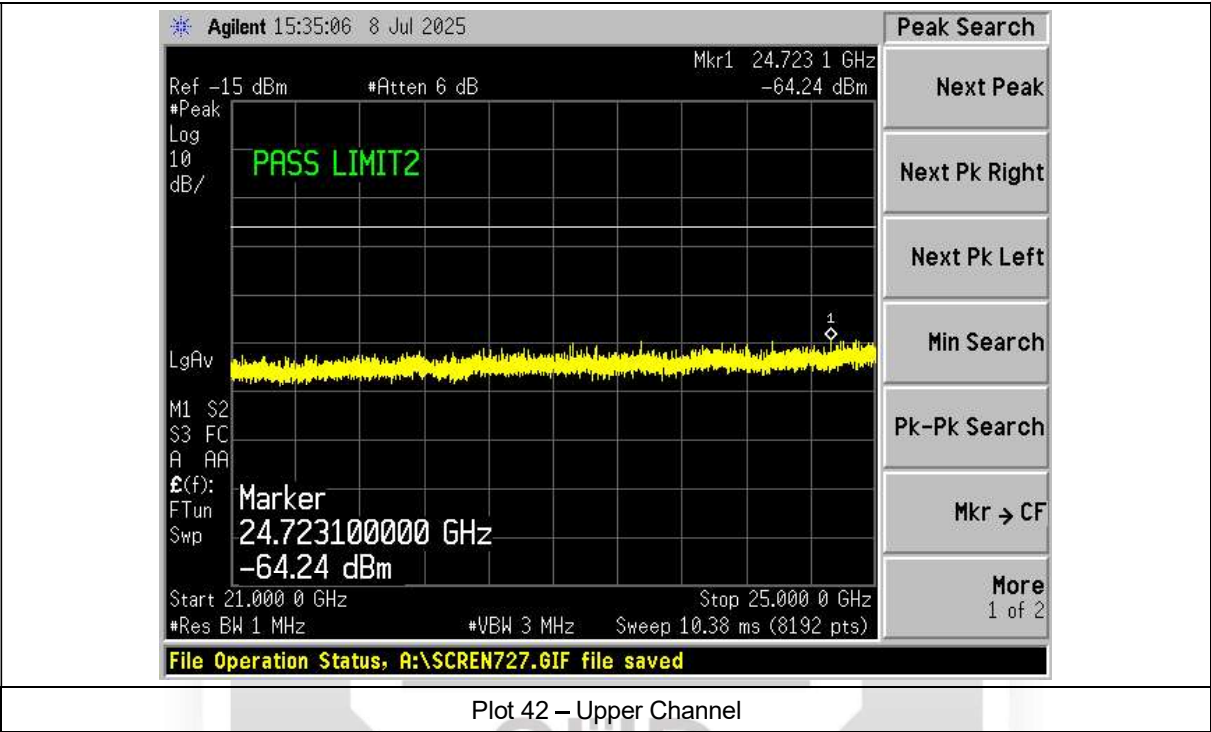 Agilent 15:35:06 8 Jul 2025
Peak Search
Mkr1 24.723 1 GHz
Ref -15 dBm #Atten 6 dB -64.24 dBm
#Peak
Log
10
dB/
PASS LIMIT2
1
LgAv
M1 S2
S3 FC
A AA
£(f):
FTun
Swp
Marker
24.723100000 GHz
-64.24 dBm
Start 21.000 0 GHz Stop 25.000 0 GHz
#Res BW 1 MHz #VBW 3 MHz Sweep 10.38 ms (8192 pts)
File Operation Status, A:\SCREN727.GIF file saved
Next Peak
Next Pk Right
Next Pk Left
Min Search
Pk-Pk Search
Mkr → CF
More
1 of 2
Plot 42 – Upper Channel